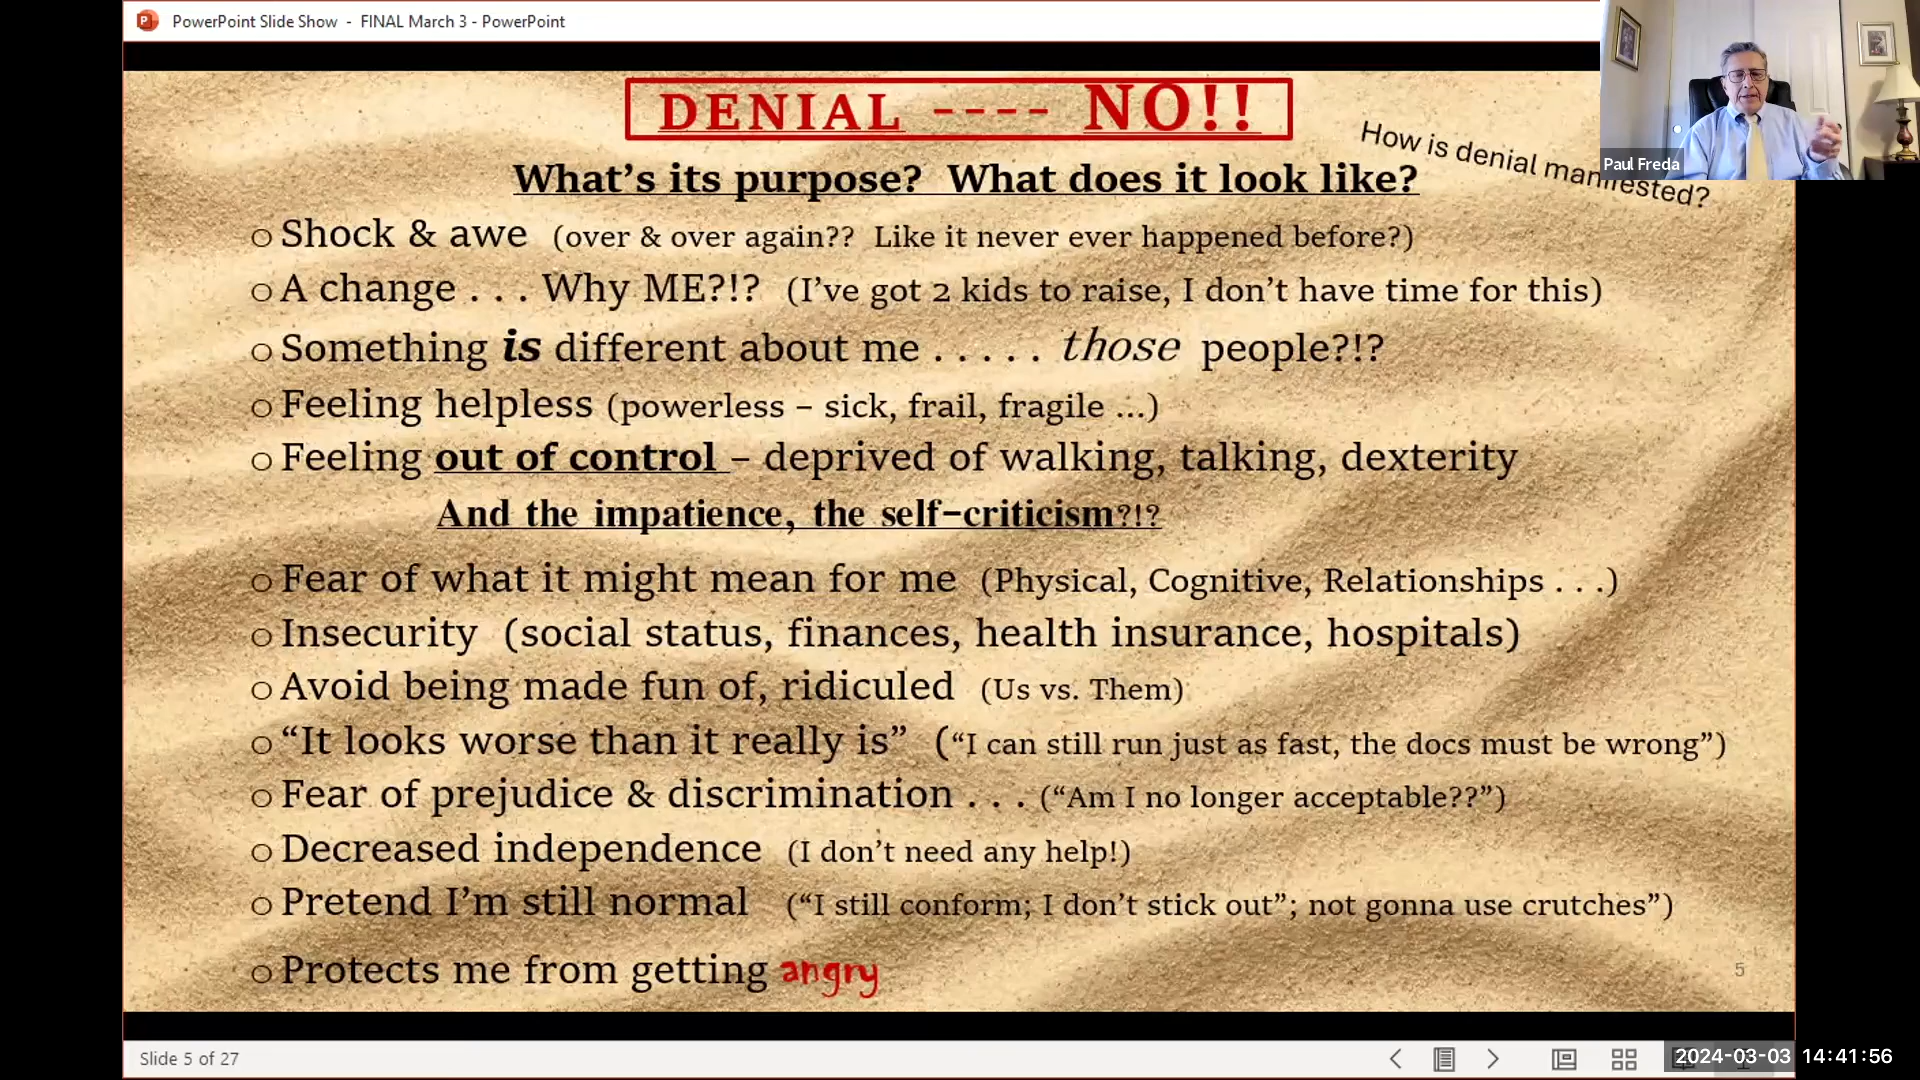 PowerPoint Slide Show - FINAL March 3 - PowerPoint
DENIAL ---- NO!!
What's its purpose? What does it look like?
How is denial manifested?
Paul Freda
Shock & awe (over & over again?? Like it never ever happened before?)
A change . . . Why ME?!? (I've got 2 kids to raise, I don't have time for this)
Something is different about me . . . . . those people?!?
Feeling helpless (powerless – sick, frail, fragile ...)
Feeling out of control – deprived of walking, talking, dexterity
And the impatience, the self-criticism?!?
Fear of what it might mean for me (Physical, Cognitive, Relationships . . .)
Insecurity (social status, finances, health insurance, hospitals)
Avoid being made fun of, ridiculed (Us vs. Them)
“It looks worse than it really is” (“I can still run just as fast, the docs must be wrong”)
Fear of prejudice & discrimination . . . (“Am I no longer acceptable??”)
Decreased independence (I don't need any help!)
Pretend I'm still normal (“I still conform; I don't stick out”; not gonna use crutches”)
Protects me from getting angry
5
Slide 5 of 27
2024-03-03 14:41:56